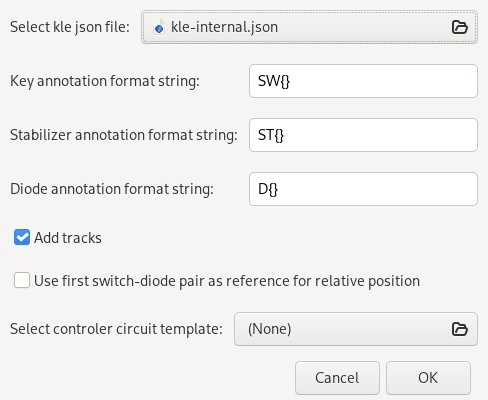 Select kle json file: kle-internal.json
Key annotation format string: SW{}
Stabilizer annotation format string: ST{}
Diode annotation format string: D{}
Add tracks
Use first switch-diode pair as reference for relative position
Select controler circuit template: (None)
Cancel OK